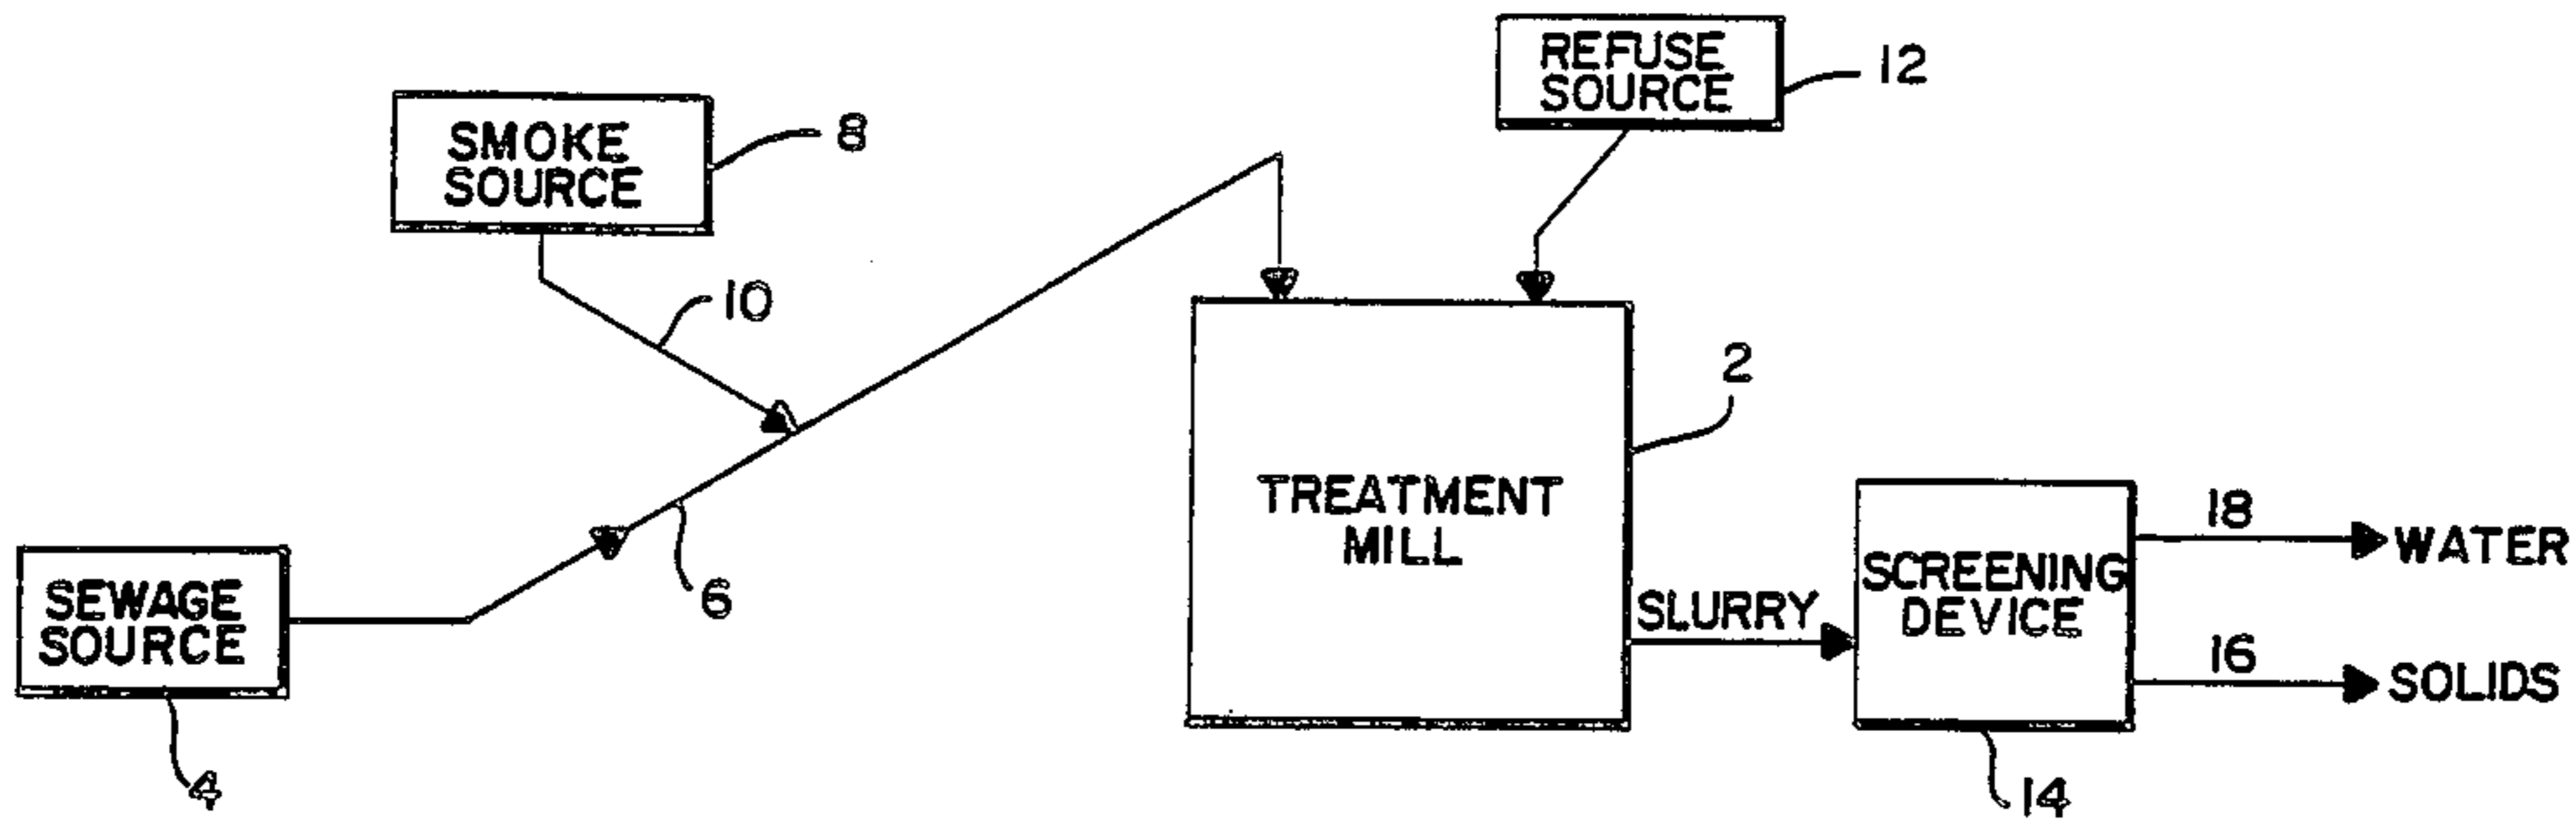 REFUSE
SOURCE
12
SMOKE
SOURCE
8
10
2
TREATMENT
MILL
SEWAGE
SOURCE
6
4
SLURRY
SCREENING
DEVICE
18
WATER
16
SOLIDS
14